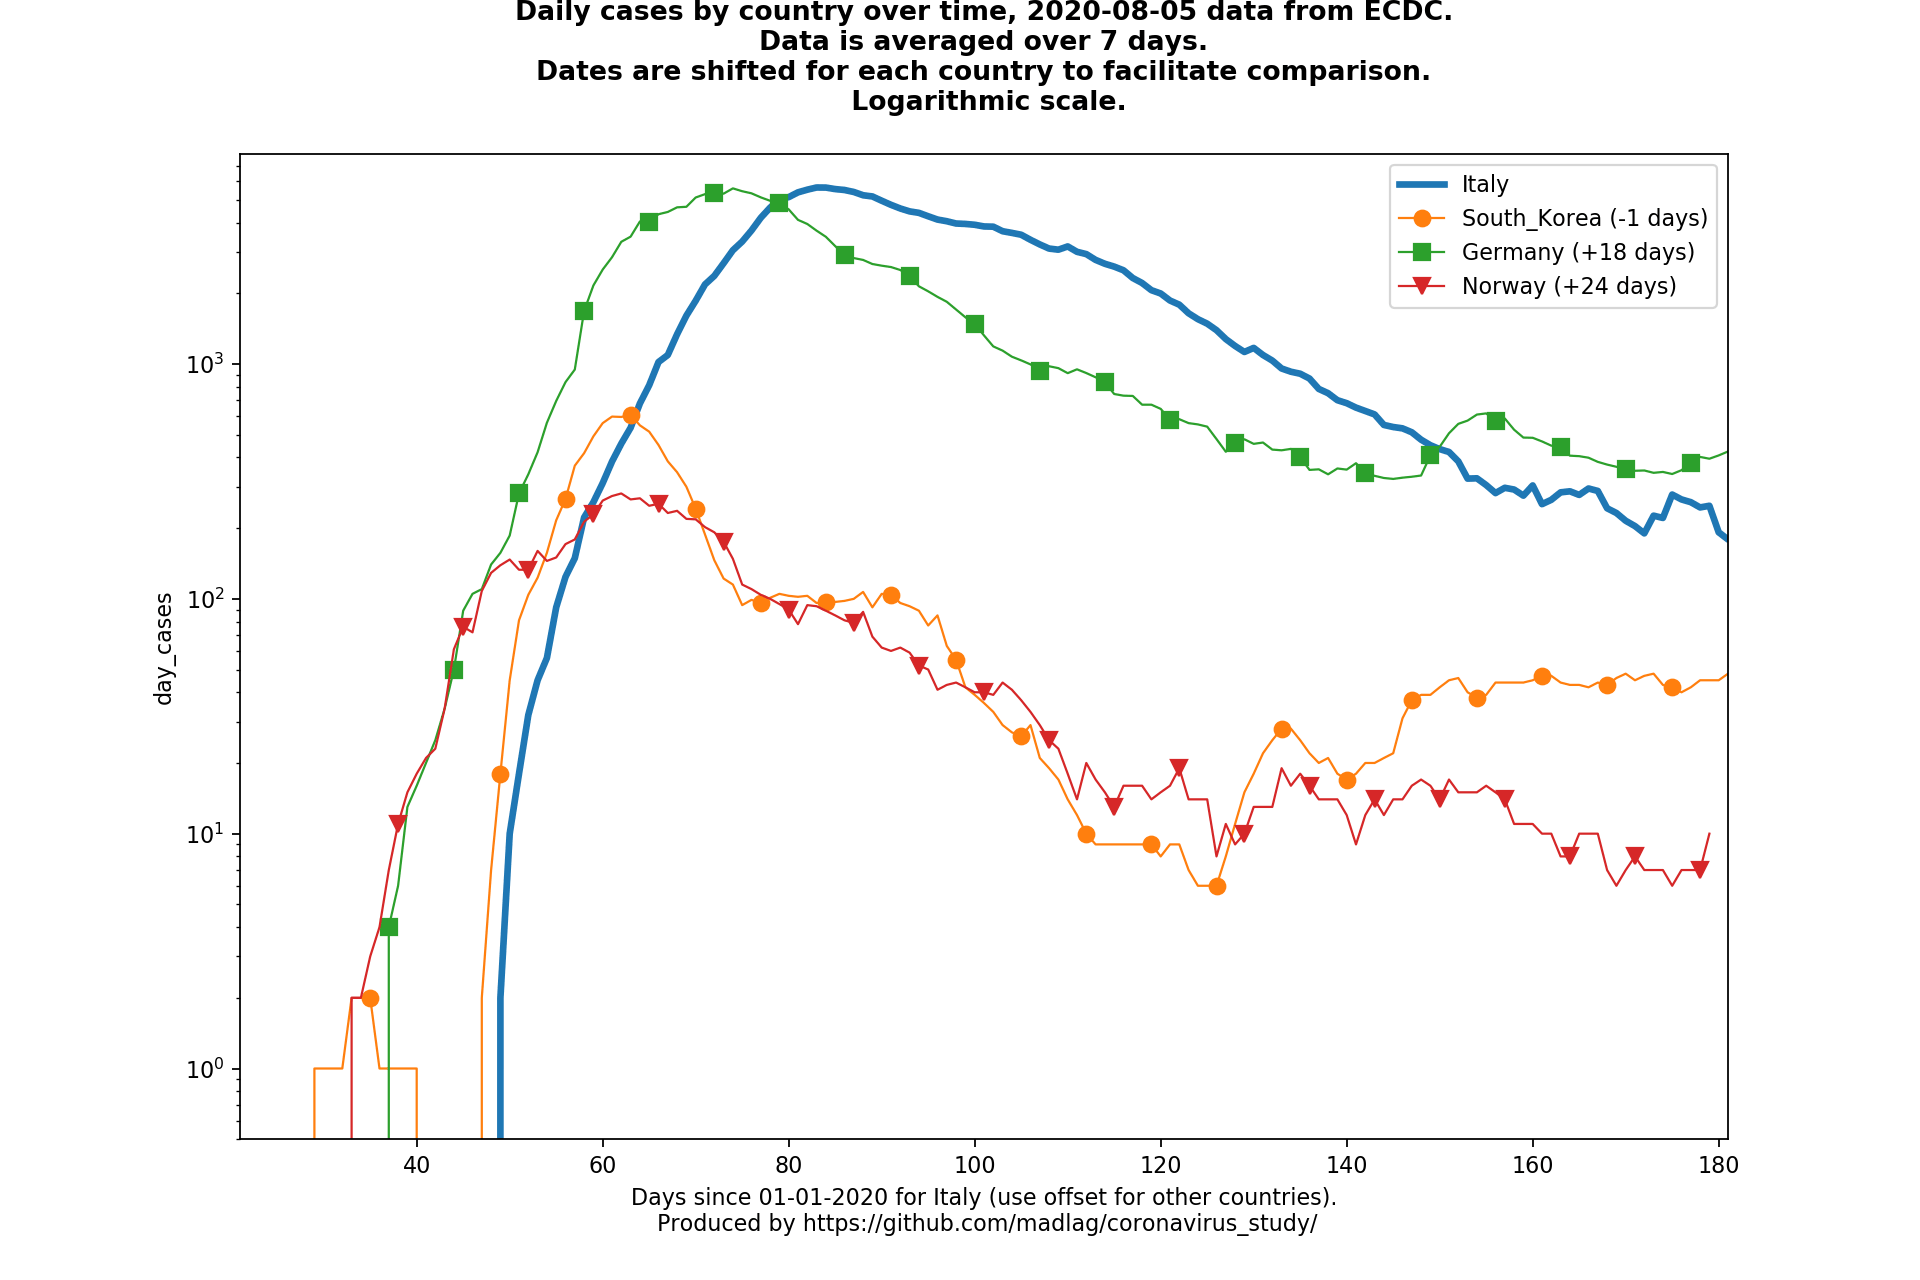 Daily cases by country over time, 2020-08-05 data from ECDC.
Data is averaged over 7 days.
Dates are shifted for each country to facilitate comparison.
Logarithmic scale.
Italy
South_Korea (-1 days)
Germany (+18 days)
Norway (+24 days)
day_cases
10³
10²
10¹
10⁰
40 60 80 100 120 140 160 180
Days since 01-01-2020 for Italy (use offset for other countries).
Produced by https://github.com/madlag/coronavirus_study/